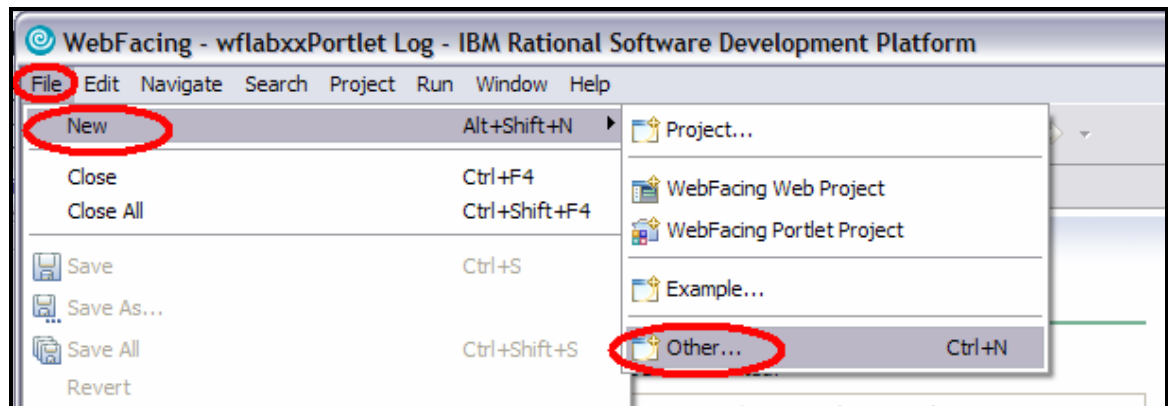 WebFacing - wflabxxPortlet Log - IBM Rational Software Development Platform
File Edit Navigate Search Project Run Window Help
New Alt+Shift+N
Close Ctrl+F4
Close All Ctrl+Shift+F4
Save Ctrl+S
Save As...
Save All Ctrl+Shift+S
Revert
Project...
WebFacing Web Project
WebFacing Portlet Project
Example...
Other... Ctrl+N